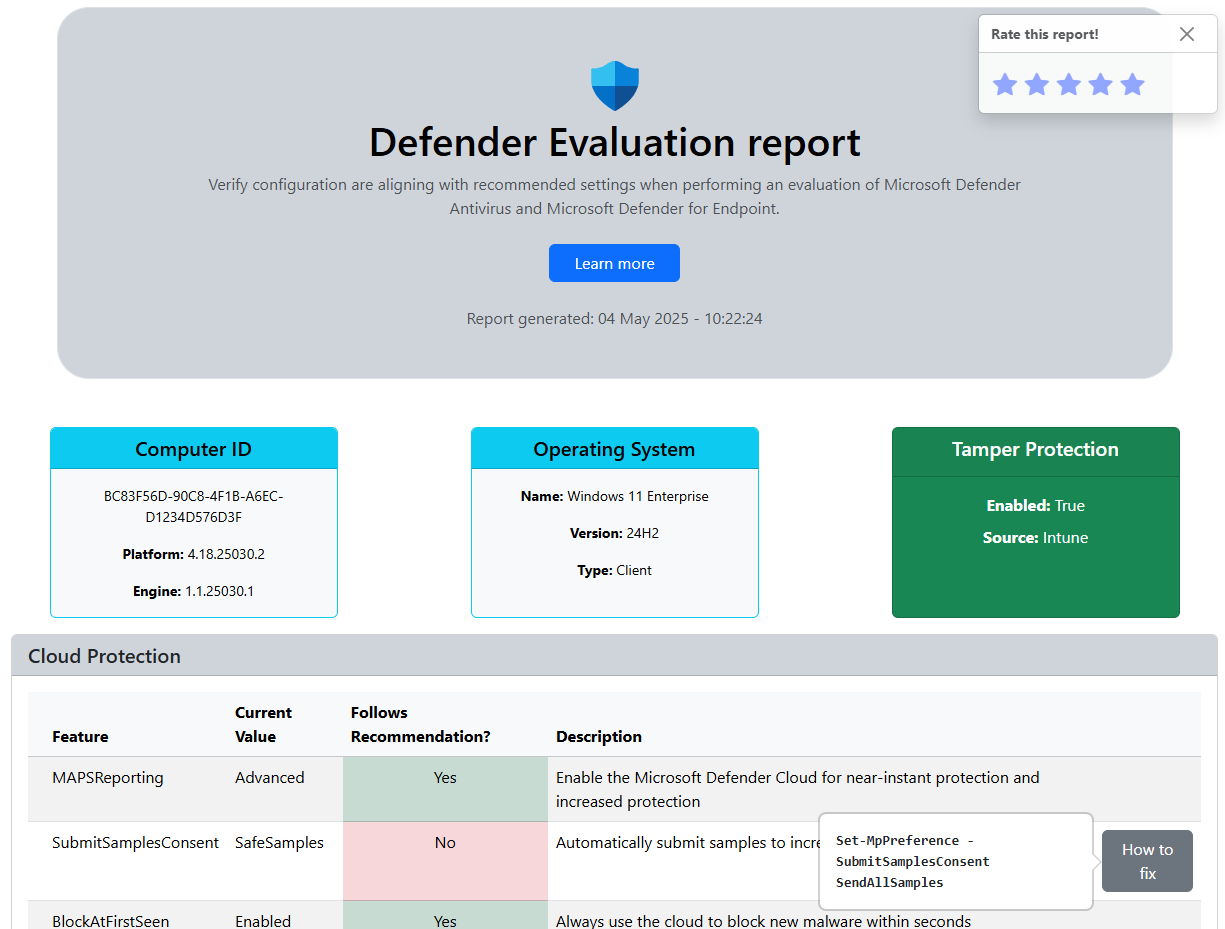 Rate this report!
Defender Evaluation report
Verify configuration are aligning with recommended settings when performing an evaluation of Microsoft Defender
Antivirus and Microsoft Defender for Endpoint.
Learn more
Report generated: 04 May 2025 - 10:22:24
Computer ID
BC83F56D-90C8-4F1B-A6EC-
D1234D576D3F
Platform: 4.18.25030.2
Engine: 1.1.25030.1
Operating System
Name: Windows 11 Enterprise
Version: 24H2
Type: Client
Tamper Protection
Enabled: True
Source: Intune
Cloud Protection
Feature
Current
Value
Follows
Recommendation?
Description
MAPSReporting
Advanced
Yes
Enable the Microsoft Defender Cloud for near-instant protection and
increased protection
SubmitSamplesConsent
SafeSamples
No
Automatically submit samples to
Set-MpPreference -
SubmitSamplesConsent
SendAllSamples
How to
fix
BlockAtFirstSeen
Enabled
Yes
Always use the cloud to block new malware within seconds